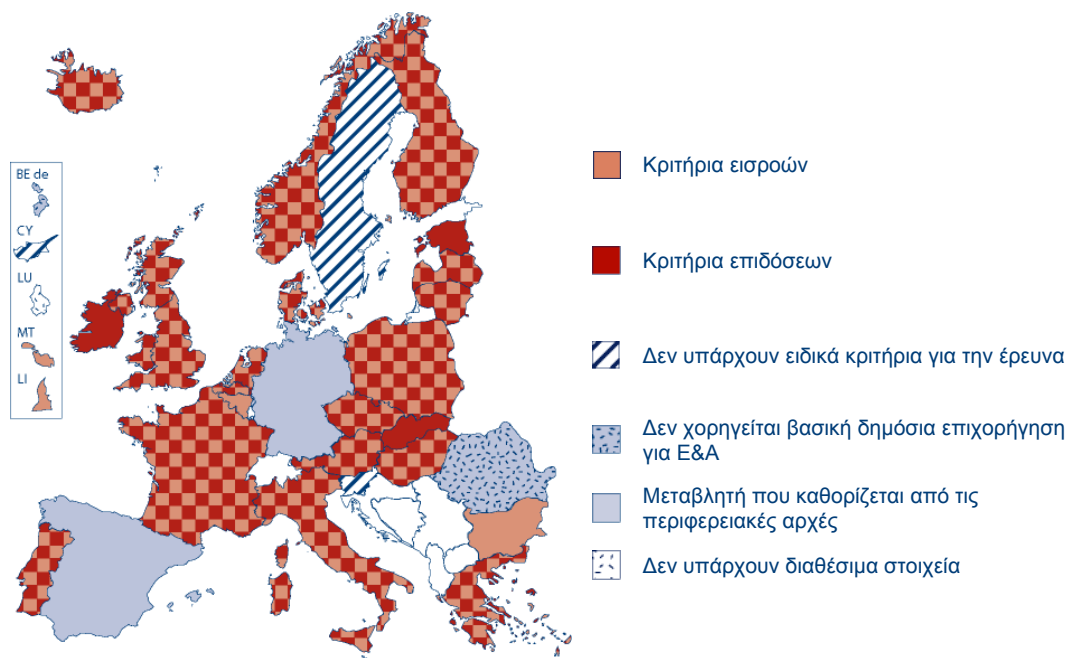 BE de
CY
LU
MT
LI
Κριτήρια εισροών
Κριτήρια επιδόσεων
Δεν υπάρχουν ειδικά κριτήρια για την έρευνα
Δεν χορηγείται βασική δημόσια επιχορήγηση
για Ε&Α
Μεταβλητή που καθορίζεται από τις
περιφερειακές αρχές
Δεν υπάρχουν διαθέσιμα στοιχεία